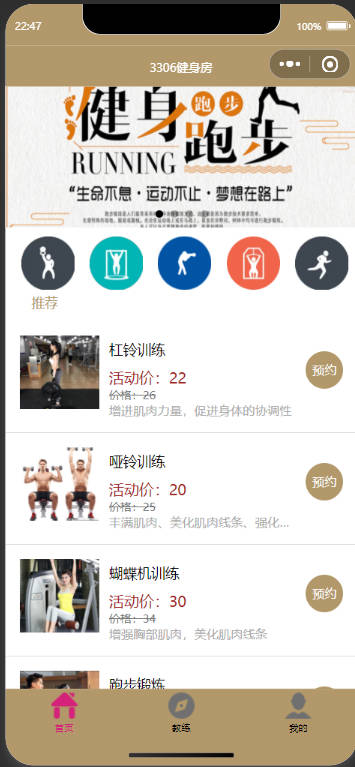 22:47
100%
3306健身房
健身
跑步
跑步
RUNNING
“生命不息·运动不止·梦想在路上”
推荐
杠铃训练
活动价：22
价格：26
增进肌肉力量，促进身体的协调性
预约
哑铃训练
活动价：20
价格：25
丰满肌肉、美化肌肉线条、强化...
预约
蝴蝶机训练
活动价：30
价格：34
增强胸部肌肉，美化肌肉线条
预约
跑步锻炼
首页
教练
我的